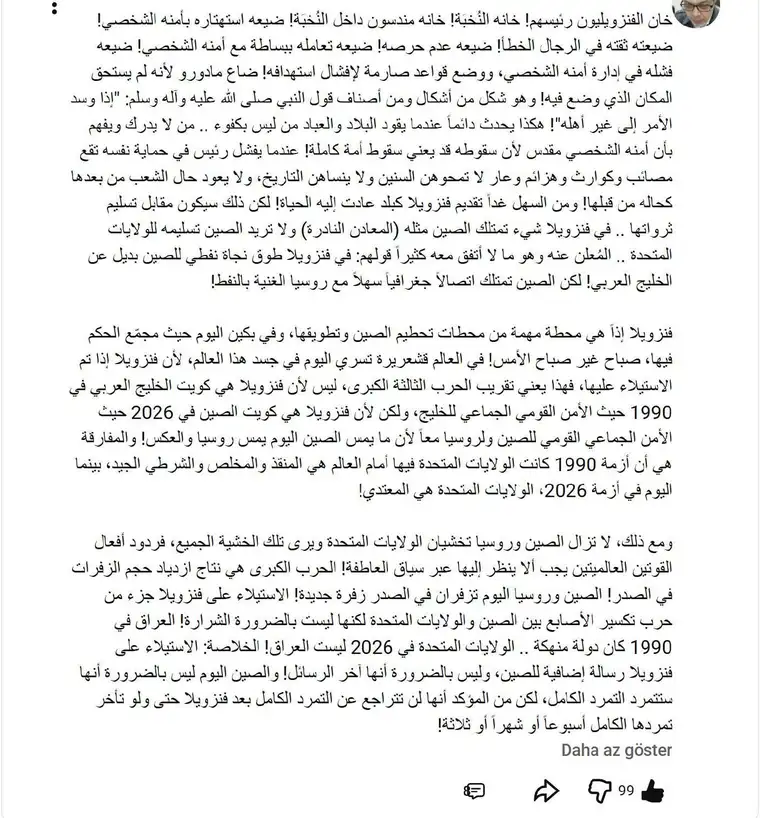 خان الفنزويليون رئيسهم! خانه النُخبَة! خانه مندسون داخل النُخبَة! ضيعه استهتاره بأمنه الشخصي!
ضيعته ثقته في الرجال الخطأ! ضيعه عدم حرصه! ضيعه تعامله ببساطة مع أمنه الشخصي! ضيعه
فشله في إدارة أمنه الشخصي، ووضع قواعد صارمة لإفشال استهدافه! ضاع مادورو لأنه لم يستحق
المكان الذي وضع فيه! وهو شكل من أشكال ومن أصناف قول النبي صلى الله عليه وآله وسلم: "إذا وسد
الأمر إلى غير أهله"! هكذا يحدث دائماً عندما يقود البلاد والعباد من ليس بكفوء .. من لا يدرك ويفهم
بأن أمنه الشخصي مقدس لأن سقوطه قد يعني سقوط أمة كاملة! عندما يفشل رئيس في حماية نفسه تقع
مصائب وكوارث وهزائم وعار لا تمحوهن السنين ولا ينساهن التاريخ، ولا يعود حال الشعب من بعدها
كحاله من قبلها! ومن السهل غداً تقديم فنزويلا كبلد عادت إليه الحياة! لكن ذلك سيكون مقابل تسليم
ثرواتها .. في فنزويلا شيء تمتلك الصين مثله (المعادن النادرة) ولا تريد الصين تسليمه للولايات
المتحدة .. المُعلن عنه وهو ما لا أتفق معه كثيراً قولهم: في فنزويلا طوق نجاة نفطي للصين بديل عن
الخليج العربي! لكن الصين تمتلك اتصالاً جغرافياً سهلاً مع روسيا الغنية بالنفط!
فنزويلا إذاً هي محطة مهمة من محطات تحطيم الصين وتطويقها، وفي بكين اليوم حيث مجمّع الحكم
فيها، صباح غير صباح الأمس! في العالم قشعريرة تسري اليوم في جسد هذا العالم، لأن فنزويلا إذا تم
الاستيلاء عليها، فهذا يعني تقريب الحرب الثالثة الكبرى، ليس لأن فنزويلا هي كويت الخليج العربي في
1990 حيث الأمن القومي الجماعي للخليج، ولكن لأن فنزويلا هي كويت الصين في 2026 حيث
الأمن الجماعي القومي للصين ولروسيا معاً لأن ما يمس الصين اليوم يمس روسيا والعكس! والمفارقة
هي أن أزمة 1990 كانت الولايات المتحدة فيها أمام العالم هي المنقذ والمخلص والشرطي الجيد، بينما
اليوم في أزمة 2026، الولايات المتحدة هي المعتدي!
ومع ذلك، لا تزال الصين وروسيا تخشيان الولايات المتحدة ويرى تلك الخشية الجميع، فردود أفعال
القوتين العالميتين يجب ألا ينظر إليها عبر سياق العاطفة! الحرب الكبرى هي نتاج ازدياد حجم الزفرات
في الصدر! الصين وروسيا اليوم تزفران في الصدر زفرة جديدة! الاستيلاء على فنزويلا جزء من
حرب تكسير الأصابع بين الصين والولايات المتحدة لكنها ليست بالضرورة الشرارة! العراق في
1990 كان دولة منهكة .. الولايات المتحدة في 2026 ليست العراق! الخلاصة: الاستيلاء على
فنزويلا رسالة إضافية للصين، وليس بالضرورة أنها آخر الرسائل! والصين اليوم ليس بالضرورة أنها
ستتمرد التمرد الكامل، لكن من المؤكد أنها لن تتراجع عن التمرد الكامل بعد فنزويلا حتى ولو تأخر
تمردها الكامل أسبوعاً أو شهراً أو ثلاثة!
Daha az göster
99
8